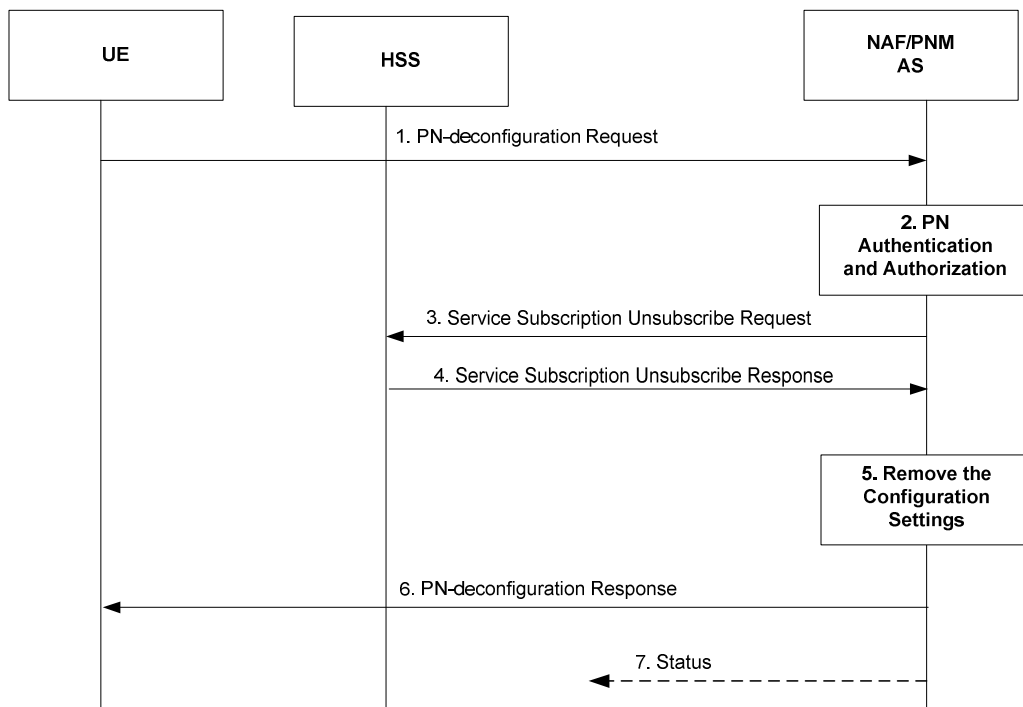 UE
HSS
NAF/PNM
AS
1. PN-deconfiguration Request
2. PN
Authentication
and Authorization
3. Service Subscription Unsubscribe Request
4. Service Subscription Unsubscribe Response
5. Remove the
Configuration
Settings
6. PN-deconfiguration Response
7. Status